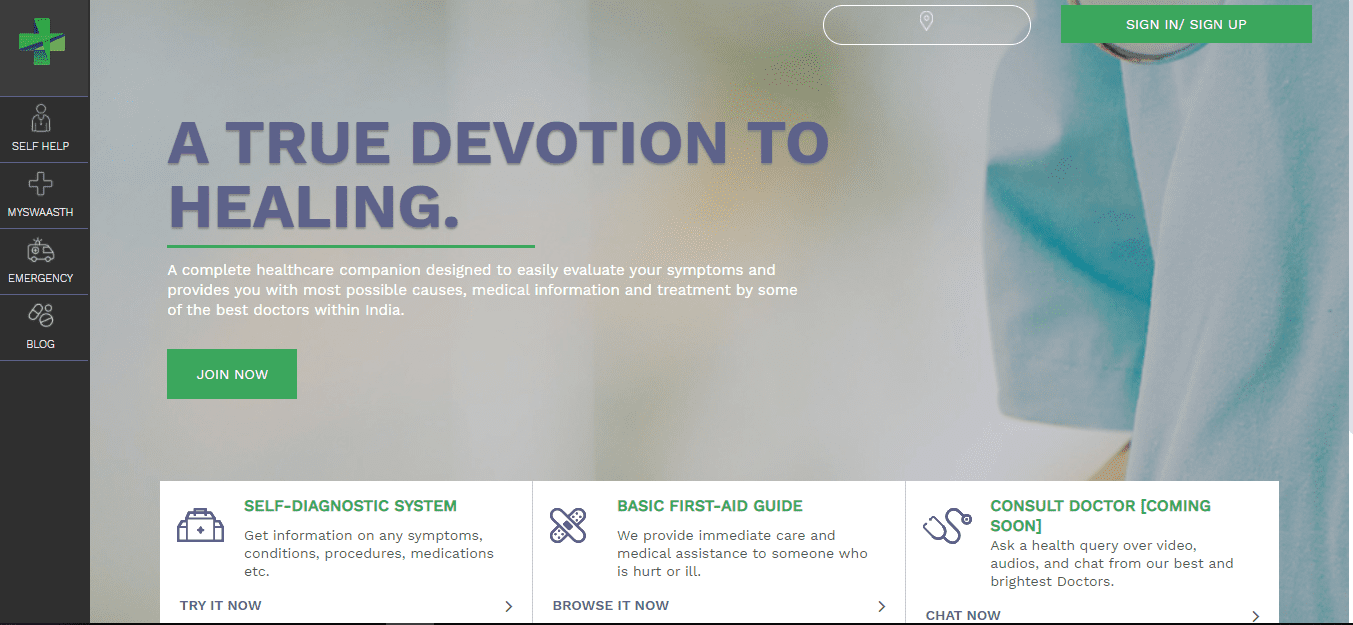 SIGN IN/ SIGN UP
SELF HELP
MYSWAASTH
EMERGENCY
BLOG
A TRUE DEVOTION TO
HEALING.
A complete healthcare companion designed to easily evaluate your symptoms and
provides you with most possible causes, medical information and treatment by some
of the best doctors within India.
JOIN NOW
SELF-DIAGNOSTIC SYSTEM
Get information on any symptoms,
conditions, procedures, medications
etc.
TRY IT NOW
BASIC FIRST-AID GUIDE
We provide immediate care and
medical assistance to someone who
is hurt or ill.
BROWSE IT NOW
CONSULT DOCTOR [COMING
SOON]
Ask a health query over video,
audios, and chat from our best and
brightest Doctors.
CHAT NOW